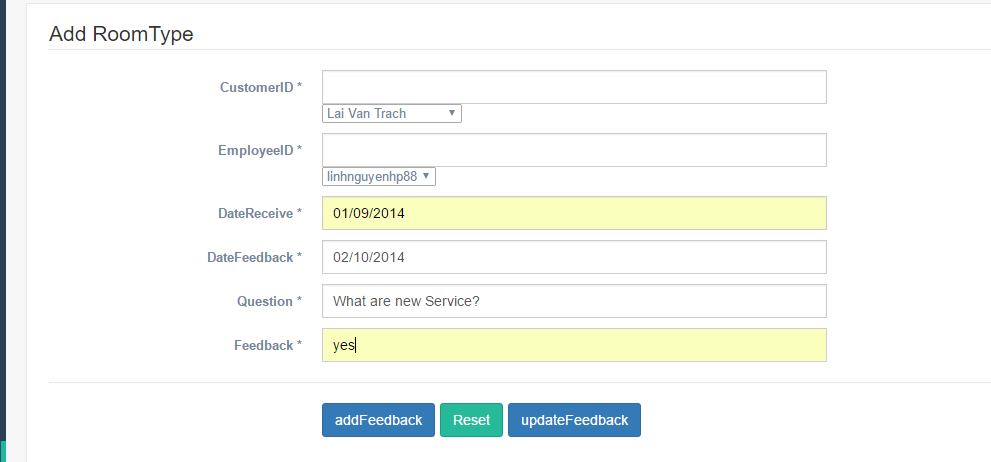 Add RoomType
CustomerID *
Lai Van Trach
EmployeeID *
linhnguyenhp88
DateReceive * 01/09/2014
DateFeedback * 02/10/2014
Question * What are new Service?
Feedback * yes
addFeedback Reset updateFeedback